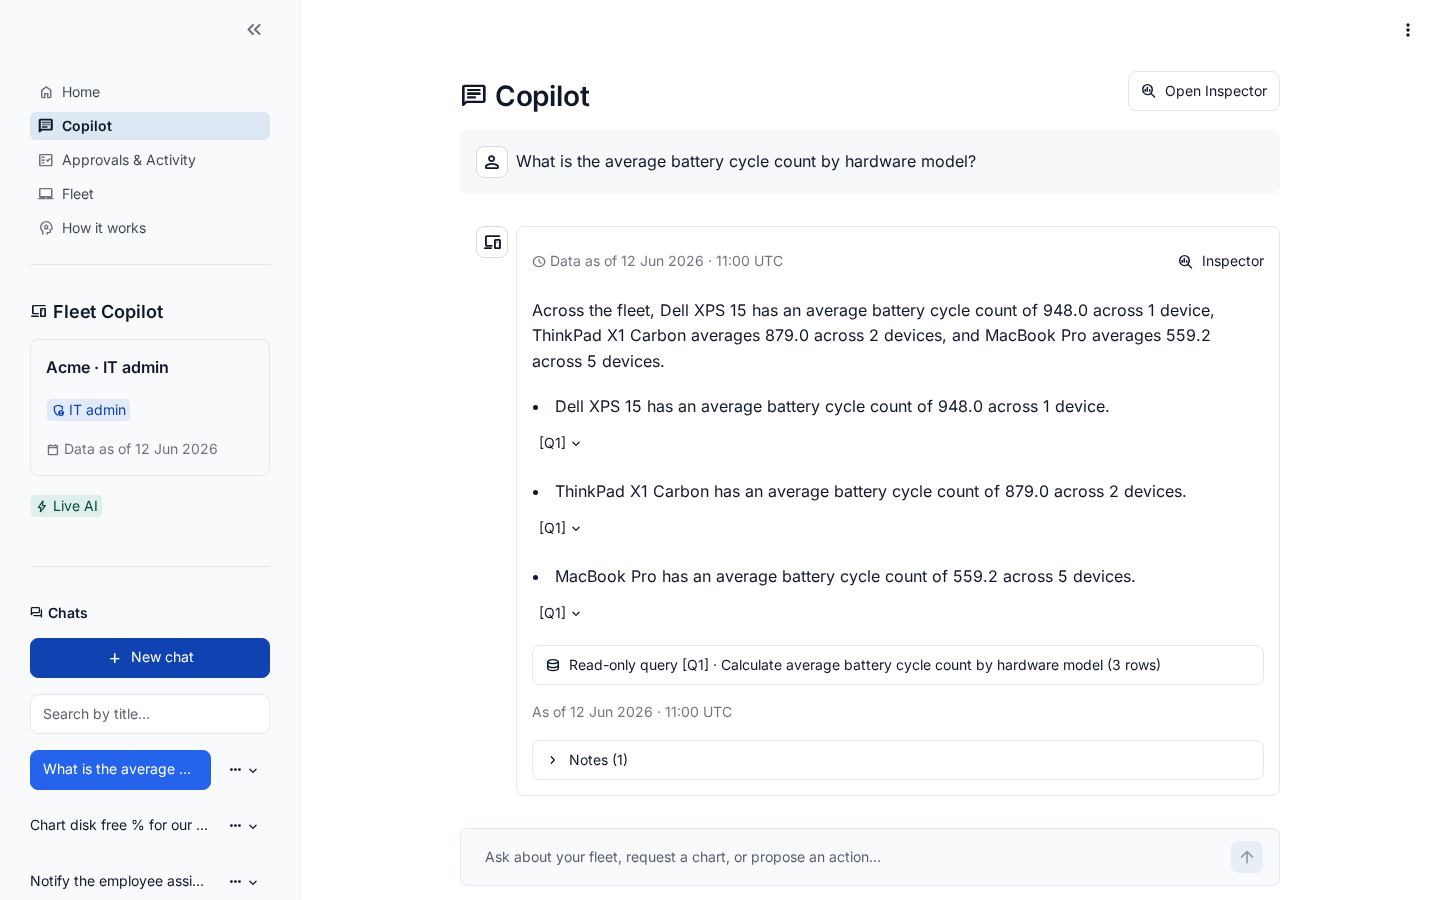 Home
Copilot
Approvals & Activity
Fleet
How it works
Fleet Copilot
Acme · IT admin
IT admin
Data as of 12 Jun 2026
Live AI
Chats
New chat
Search by title...
What is the average ...
Chart disk free % for our ...
Notify the employee assi...
Copilot
Open Inspector
What is the average battery cycle count by hardware model?
Data as of 12 Jun 2026 · 11:00 UTC
Inspector
Across the fleet, Dell XPS 15 has an average battery cycle count of 948.0 across 1 device,
ThinkPad X1 Carbon averages 879.0 across 2 devices, and MacBook Pro averages 559.2
across 5 devices.
• Dell XPS 15 has an average battery cycle count of 948.0 across 1 device.
[Q1]
• ThinkPad X1 Carbon has an average battery cycle count of 879.0 across 2 devices.
[Q1]
• MacBook Pro has an average battery cycle count of 559.2 across 5 devices.
[Q1]
Read-only query [Q1] · Calculate average battery cycle count by hardware model (3 rows)
As of 12 Jun 2026 · 11:00 UTC
Notes (1)
Ask about your fleet, request a chart, or propose an action...